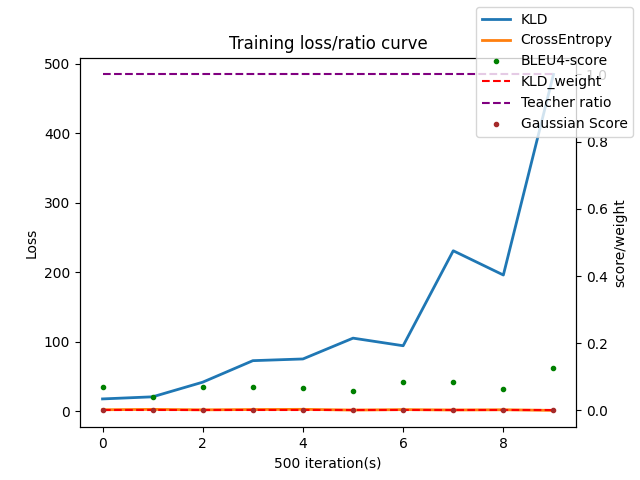 Training loss/ratio curve
KLD
CrossEntropy
BLEU4-score
KLD_weight
Teacher ratio
Gaussian Score
500
400
300
200
100
0
Loss
0 2 4 6 8
500 iteration(s)
1.0
0.8
0.6
0.4
0.2
0.0
score/weight